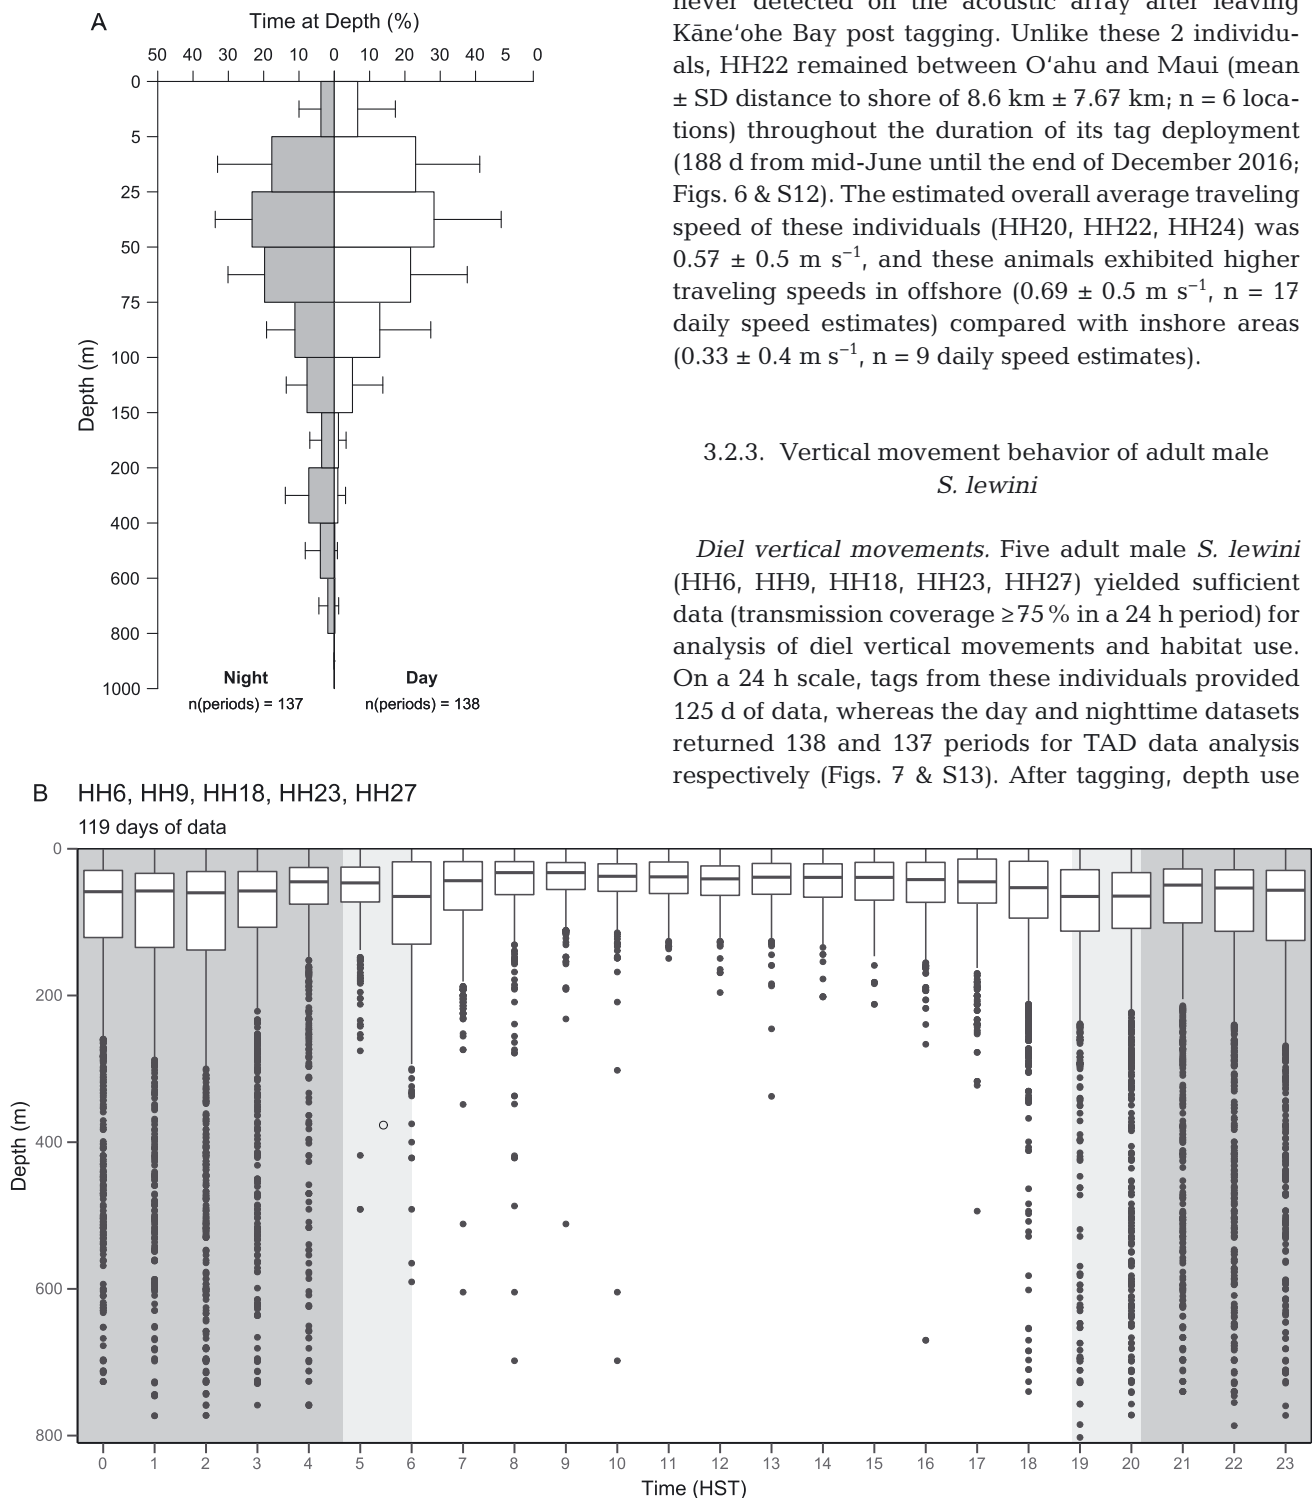 A
Time at Depth (%)
50 40 30 20 10 0 10 20 30 40 5 0
0
5
25
50
75
100
150
200
400
600
800
1000
Depth (m)
Night Day
n(periods) = 137 n(periods) = 138
never detected on the acoustic array after leaving
Kāneʻohe Bay post tagging. Unlike these 2 individu-
als, HH22 remained between Oʻahu and Maui (mean
± SD distance to shore of 8.6 km ± 7.67 km; n = 6 loca-
tions) throughout the duration of its tag deployment
(188 d from mid-June until the end of December 2016;
Figs. 6 & S12). The estimated overall average traveling
speed of these individuals (HH20, HH22, HH24) was
0.57 ± 0.5 m s⁻¹, and these animals exhibited higher
traveling speeds in offshore (0.69 ± 0.5 m s⁻¹, n = 17
daily speed estimates) compared with inshore areas
(0.33 ± 0.4 m s⁻¹, n = 9 daily speed estimates).
3.2.3. Vertical movement behavior of adult male
S. lewini
Diel vertical movements. Five adult male S. lewini
(HH6, HH9, HH18, HH23, HH27) yielded sufficient
data (transmission coverage ≥75% in a 24 h period) for
analysis of diel vertical movements and habitat use.
On a 24 h scale, tags from these individuals provided
125 d of data, whereas the day and nighttime datasets
returned 138 and 137 periods for TAD data analysis
respectively (Figs. 7 & S13). After tagging, depth use
B HH6, HH9, HH18, HH23, HH27
119 days of data
0
200
400
600
800
Depth (m)
0 1 2 3 4 5 6 7 8 9 10 11 12 13 14 15 16 17 18 19 20 21 22 23
Time (HST)